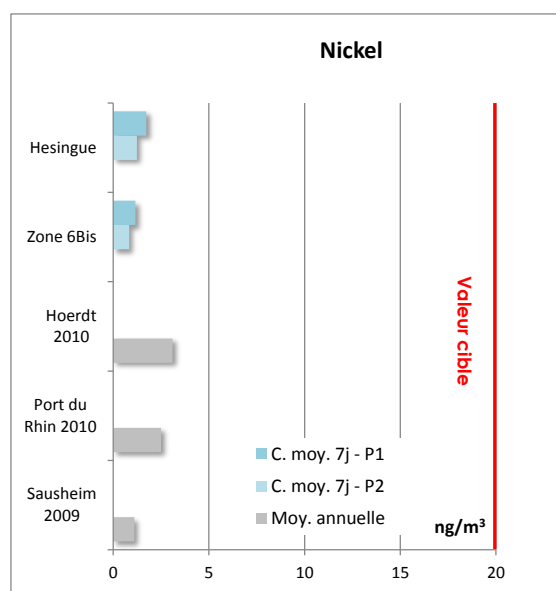 Nickel
Hesingue
Zone 6Bis
Hoerdt
2010
Port du
Rhin 2010
Sausheim
2009
Valeur cible
C. moy. 7j - P1
C. moy. 7j - P2
Moy. annuelle
ng/m³
0 5 10 15 20